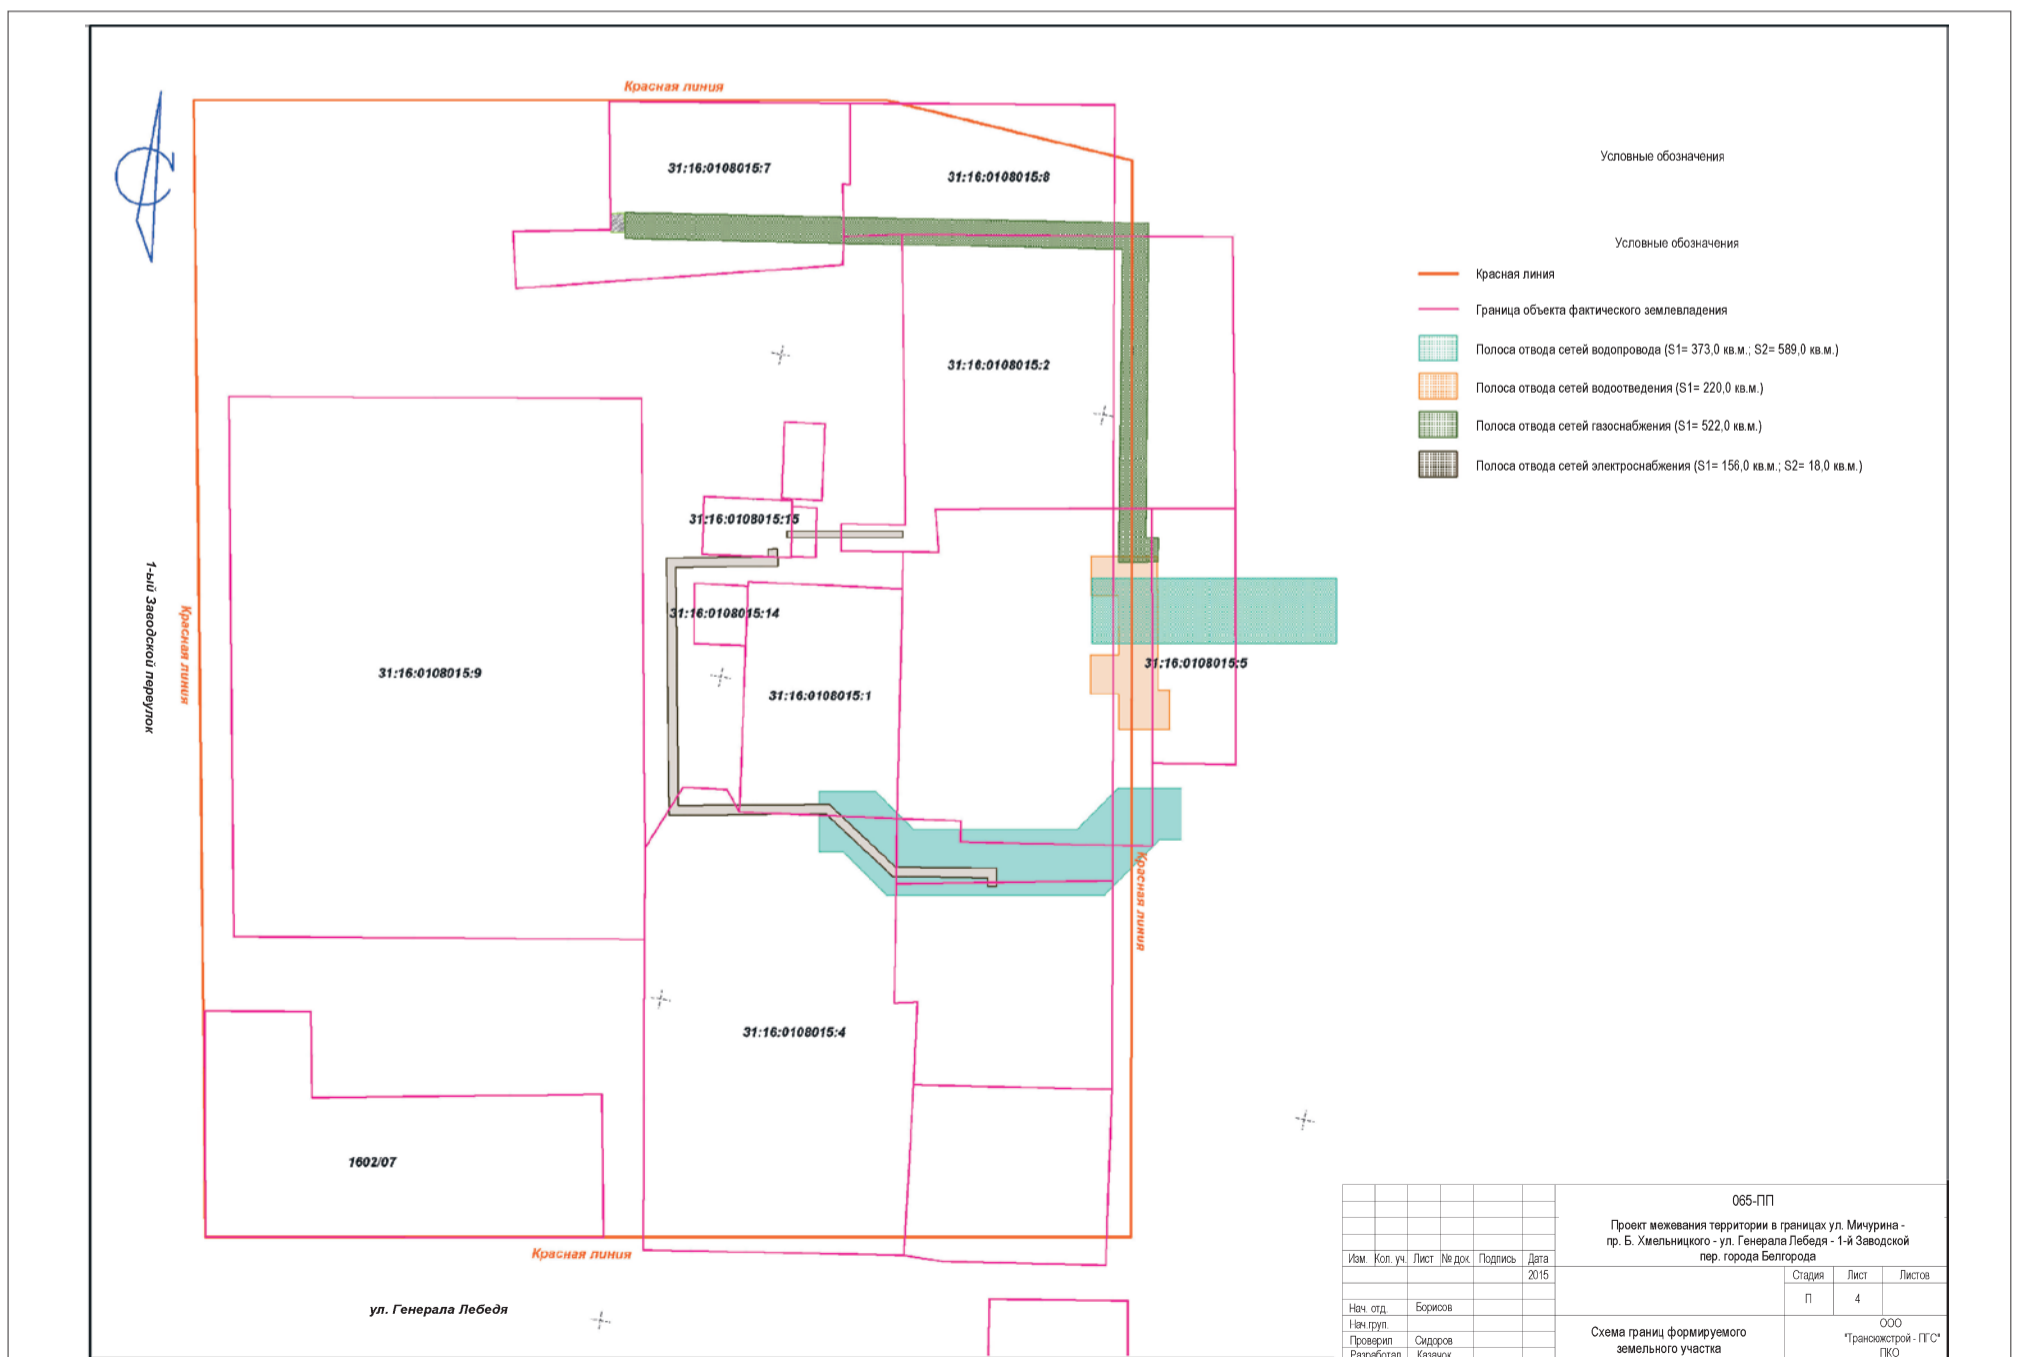 Красная линия
31:16:0108015:7
31:16:0108015:8
31:16:0108015:2
31:16:0108015:15
31:16:0108015:14
31:16:0108015:9
31:16:0108015:1
31:16:0108015:5
31:16:0108015:4
1602/07
1-ый Заводской переулок
Красная линия
Красная линия
Красная линия
ул. Генерала Лебедя
Условные обозначения
Условные обозначения
Красная линия
Граница объекта фактического землевладения
Полоса отвода сетей водопровода (S1= 373,0 кв.м.; S2= 589,0 кв.м.)
Полоса отвода сетей водоотведения (S1= 220,0 кв.м.)
Полоса отвода сетей газоснабжения (S1= 522,0 кв.м.)
Полоса отвода сетей электроснабжения (S1= 156,0 кв.м.; S2= 18,0 кв.м.)
065-ПП
Проект межевания территории в границах ул. Мичурина -
пр. Б. Хмельницкого - ул. Генерала Лебедя - 1-й Заводской
пер. города Белгорода
Изм. Кол. уч. Лист № док. Подпись Дата
2015
Стадия Лист Листов
П 4
Нач. отд. Борисов
Нач.груп.
Проверил Сидоров
Разработал Казачок
Схема границ формируемого
земельного участка
ООО
"Трансюжстрой - ПГС"
ПКО